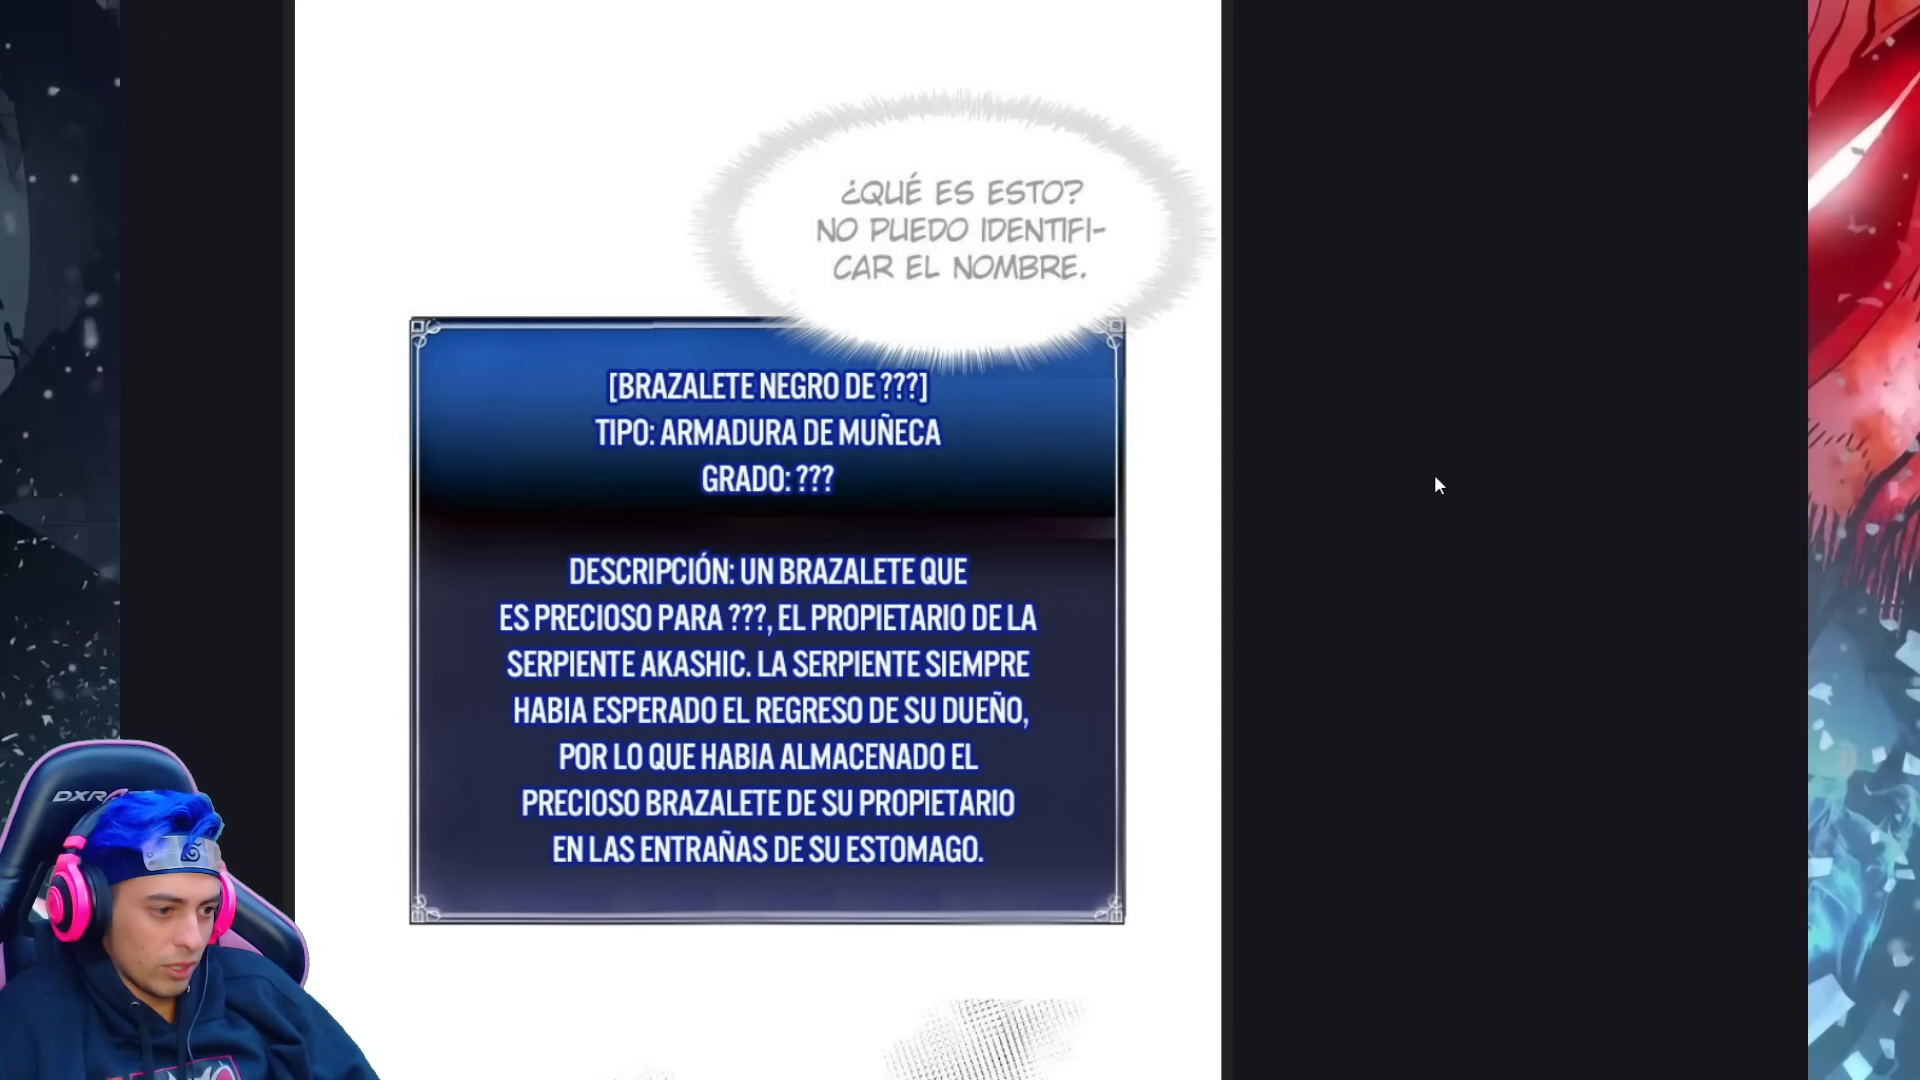 ¿QUÉ ES ESTO?
NO PUEDO IDENTIFI-
CAR EL NOMBRE.
[BRAZALETE NEGRO DE ???]
TIPO: ARMADURA DE MUÑECA
GRADO: ???
DESCRIPCIÓN: UN BRAZALETE QUE
ES PRECIOSO PARA ???, EL PROPIETARIO DE LA
SERPIENTE AKASHIC. LA SERPIENTE SIEMPRE
HABIA ESPERADO EL REGRESO DE SU DUEÑO,
POR LO QUE HABIA ALMACENADO EL
PRECIOSO BRAZALETE DE SU PROPIETARIO
EN LAS ENTRAÑAS DE SU ESTOMAGO.